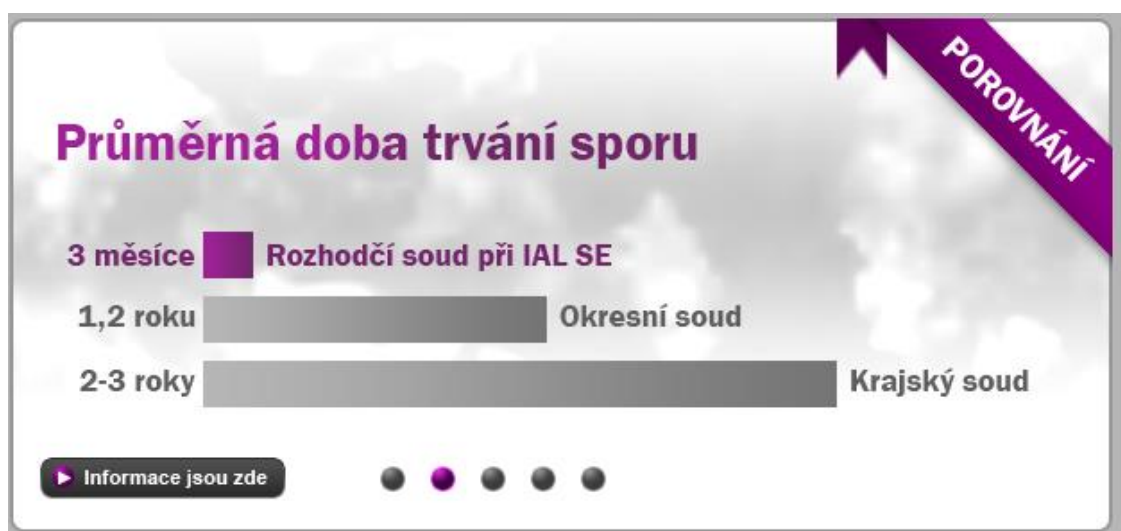 POROVNÁNÍ
Průměrná doba trvání sporu
3 měsíce Rozhodčí soud při IAL SE
1,2 roku Okresní soud
2-3 roky Krajský soud
Informace jsou zde